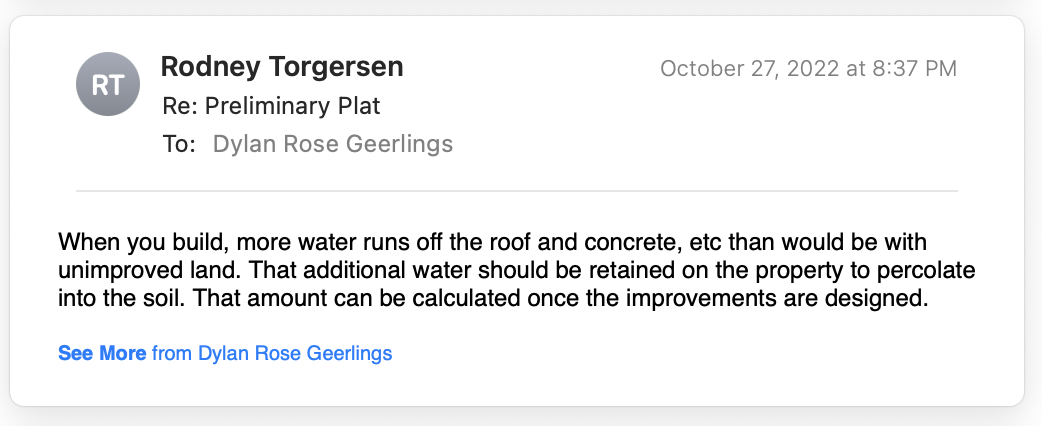 RT
Rodney Torgersen
October 27, 2022 at 8:37 PM
Re: Preliminary Plat
To: Dylan Rose Geerlings
When you build, more water runs off the roof and concrete, etc than would be with
unimproved land. That additional water should be retained on the property to percolate
into the soil. That amount can be calculated once the improvements are designed.
See More from Dylan Rose Geerlings